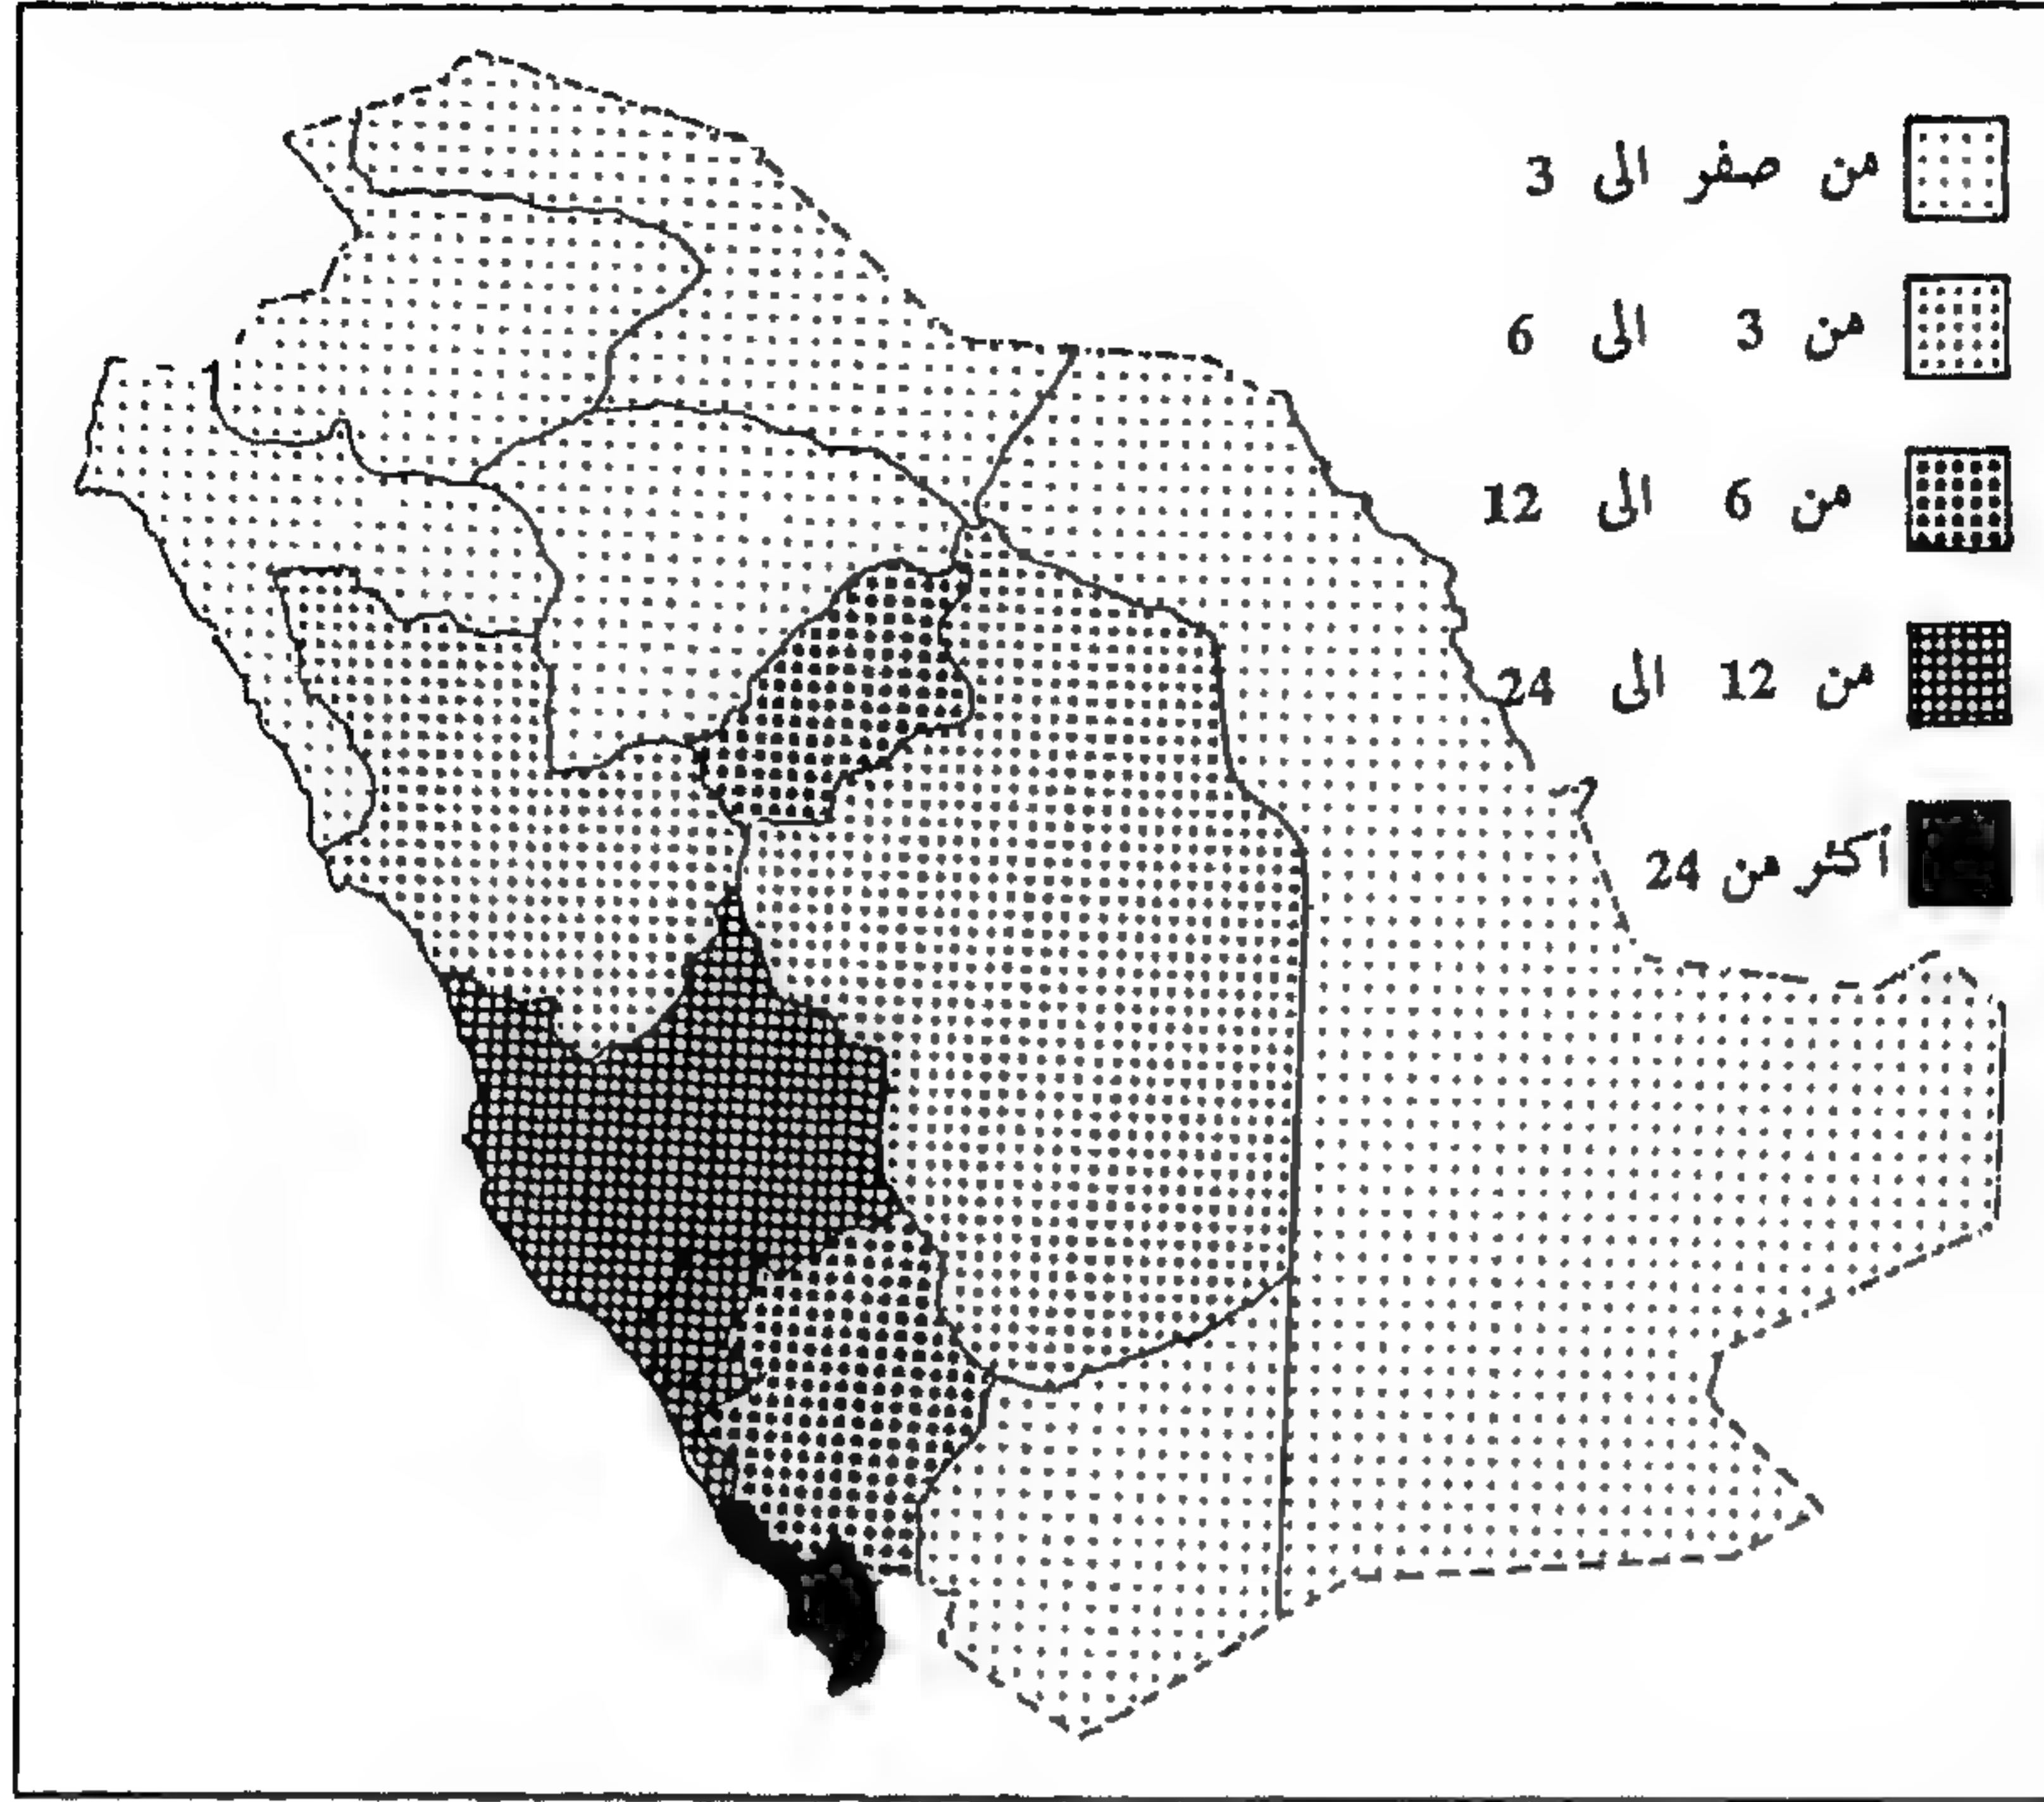 من صفر الى 3
من 3 الى 6
من 6 الى 12
من 12 الى 24
أكثر من 24